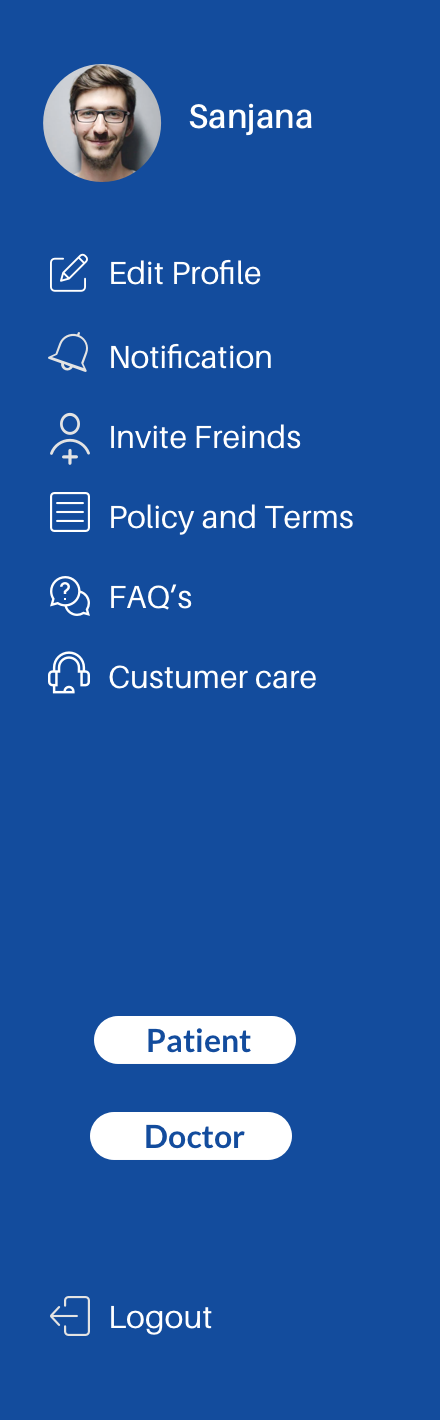 Sanjana
Edit Profile
Notification
Invite Freinds
Policy and Terms
FAQ’s
Custumer care
Patient
Doctor
Logout